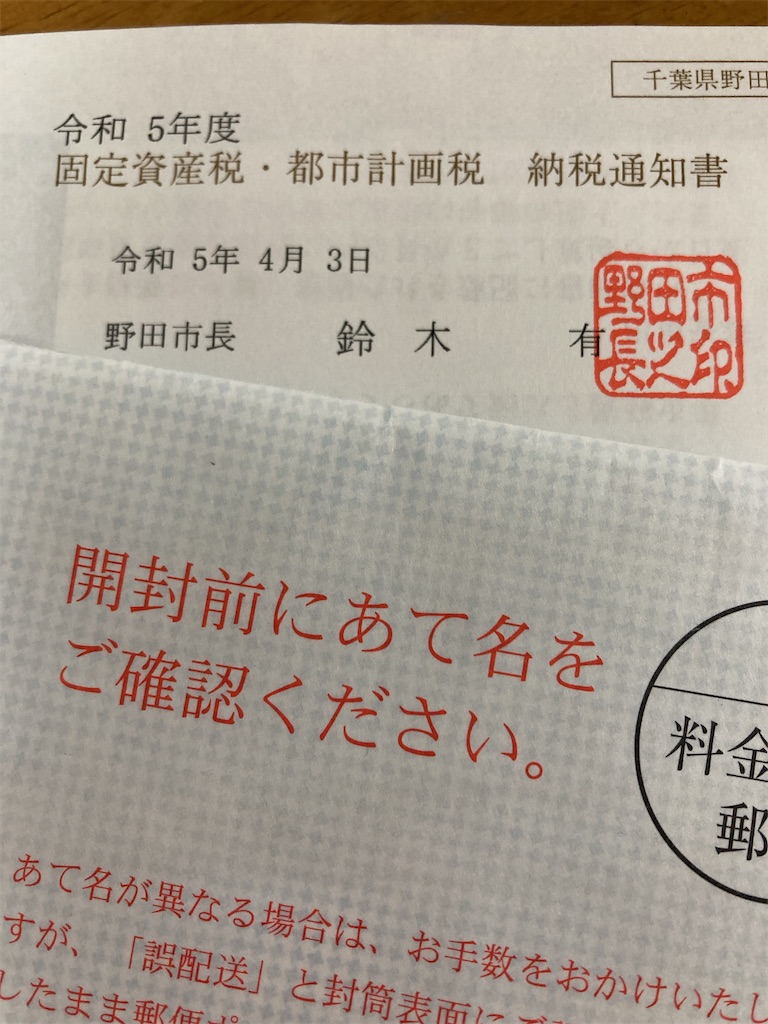 千葉県野田
令和 5年度
固定資産税・都市計画税 納税通知書
令和 5年 4月 3日
野田市長 鈴木 有
野田市長之印
開封前にあて名を
ご確認ください。
料金
郵
あて名が異なる場合は、お手数をおかけいたし
すが、「誤配送」と封筒表面にご
したまま郵便ポ